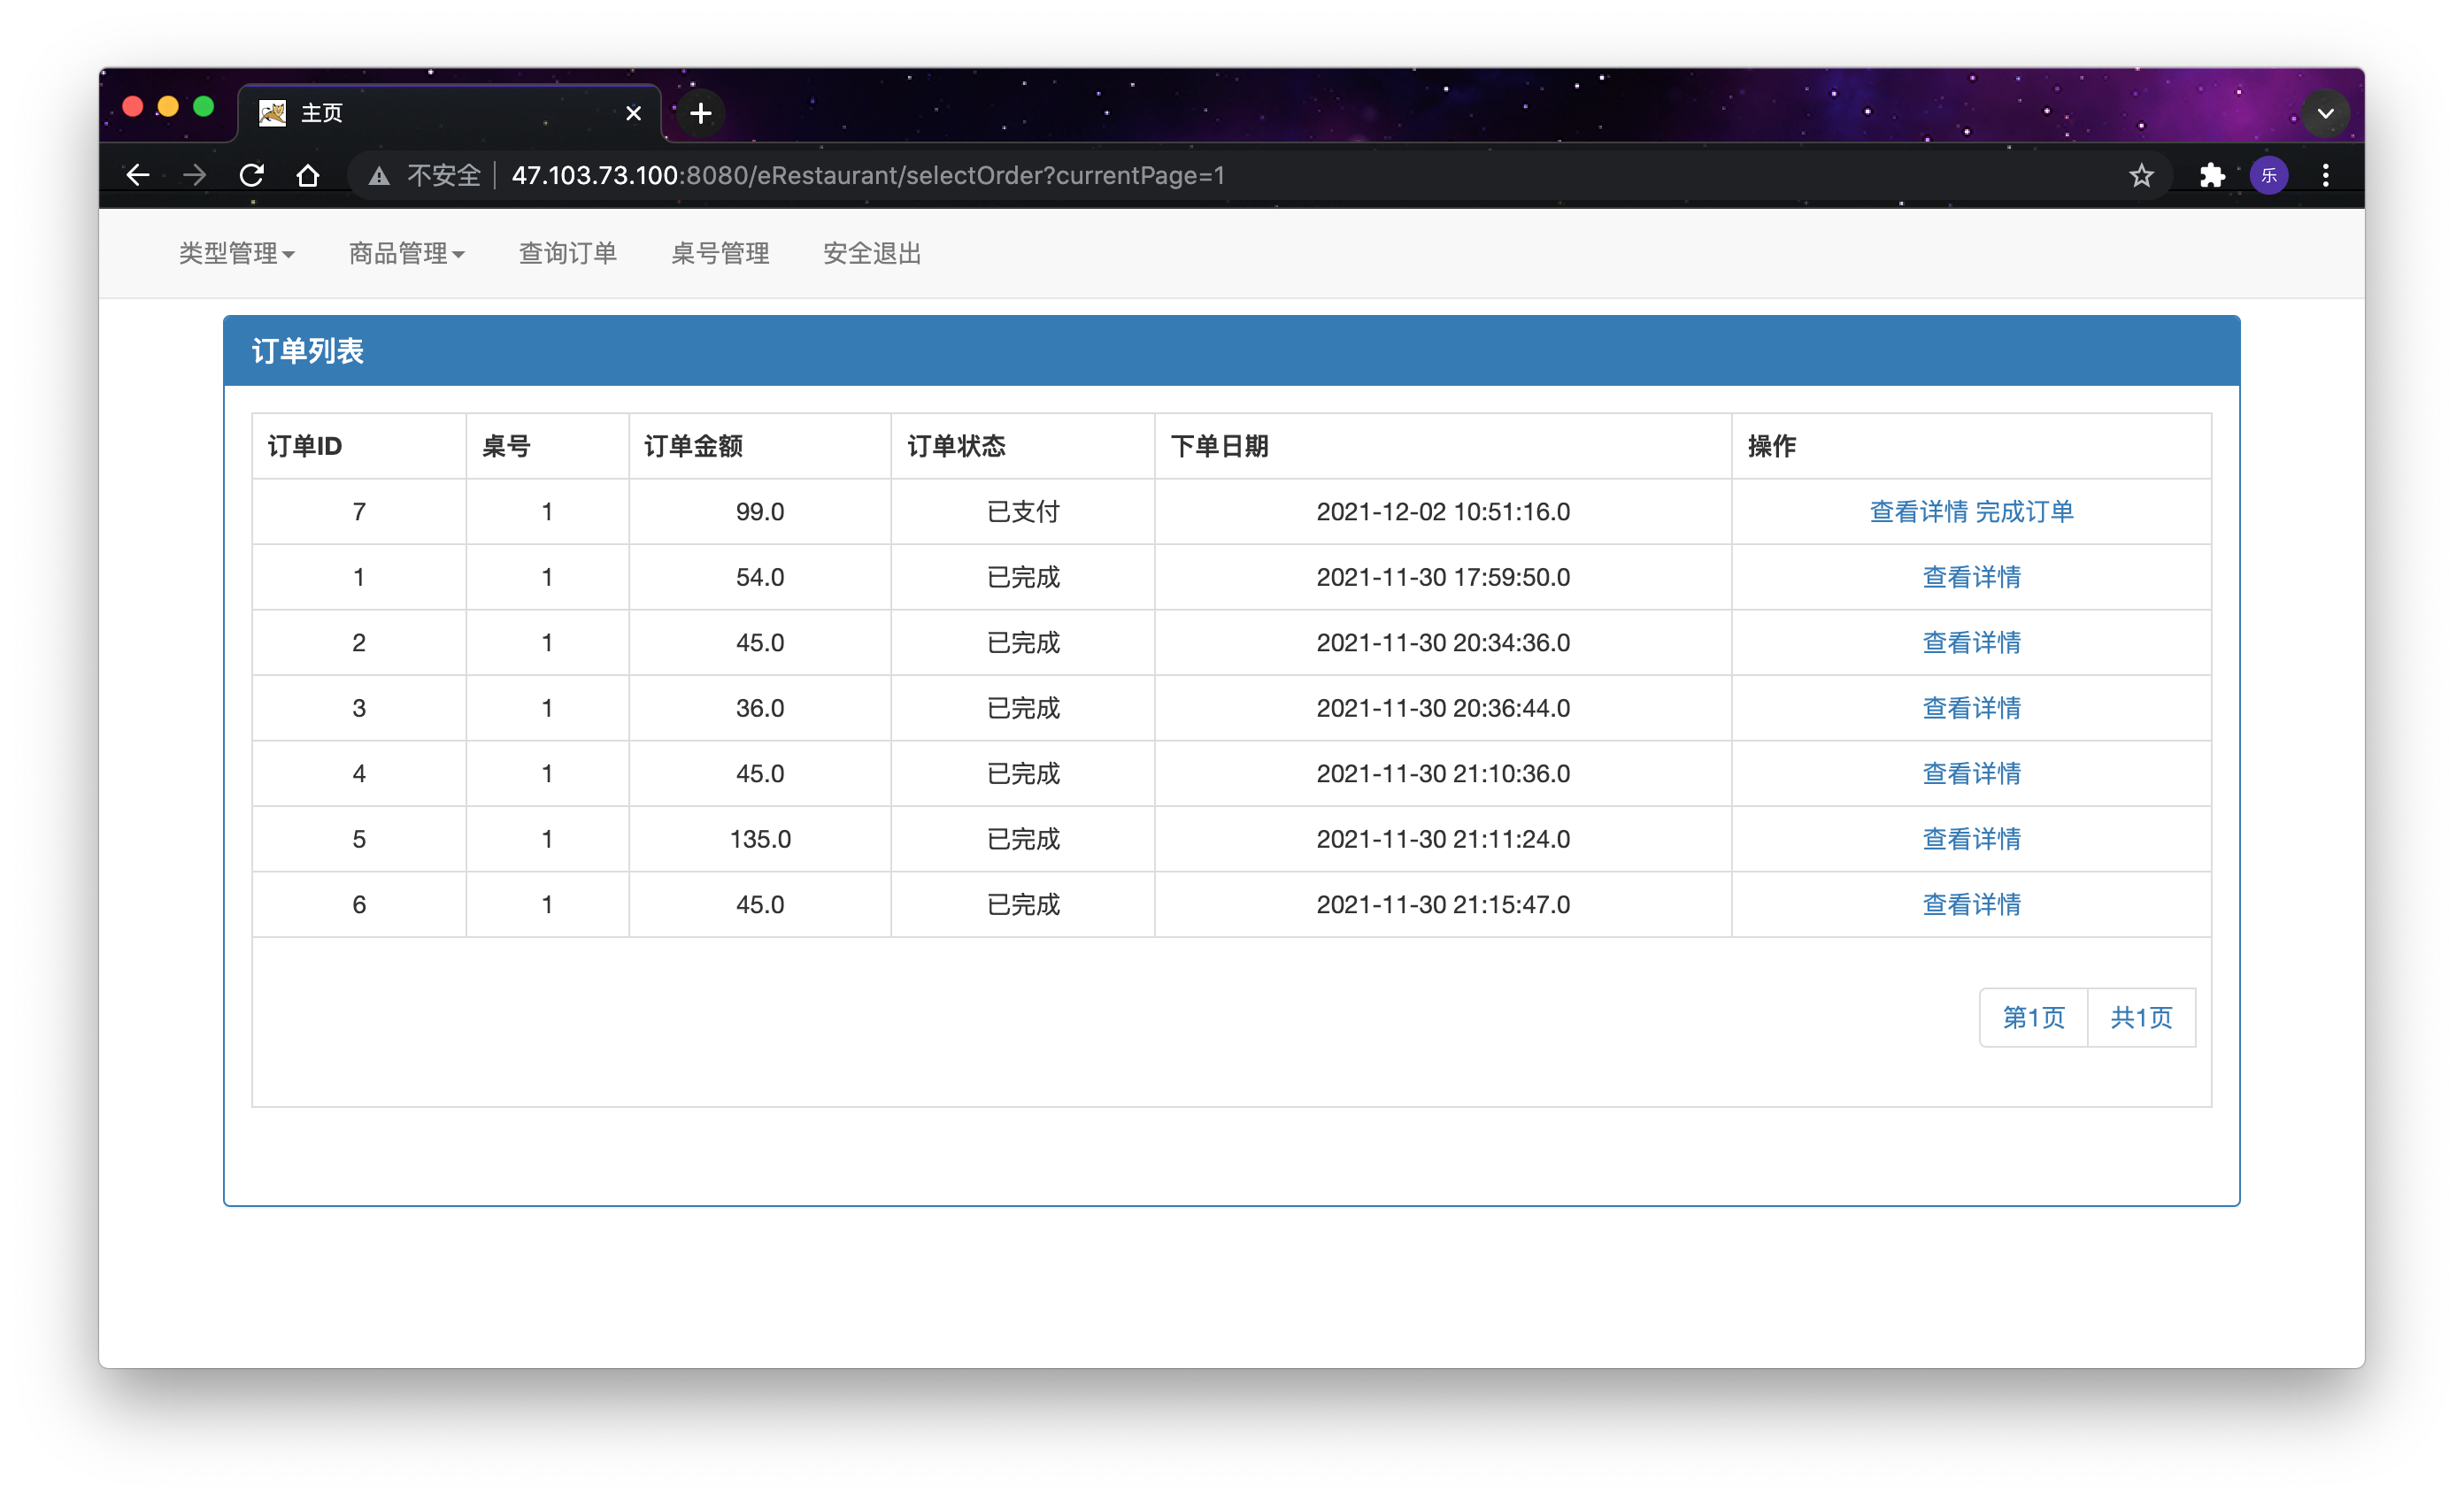 主页
不安全 47.103.73.100:8080/eRestaurant/selectOrder?currentPage=1
乐
类型管理 商品管理 查询订单 桌号管理 安全退出
订单列表
订单ID 桌号 订单金额 订单状态 下单日期 操作
7 1 99.0 已支付 2021-12-02 10:51:16.0 查看详情 完成订单
1 1 54.0 已完成 2021-11-30 17:59:50.0 查看详情
2 1 45.0 已完成 2021-11-30 20:34:36.0 查看详情
3 1 36.0 已完成 2021-11-30 20:36:44.0 查看详情
4 1 45.0 已完成 2021-11-30 21:10:36.0 查看详情
5 1 135.0 已完成 2021-11-30 21:11:24.0 查看详情
6 1 45.0 已完成 2021-11-30 21:15:47.0 查看详情
第1页 共1页